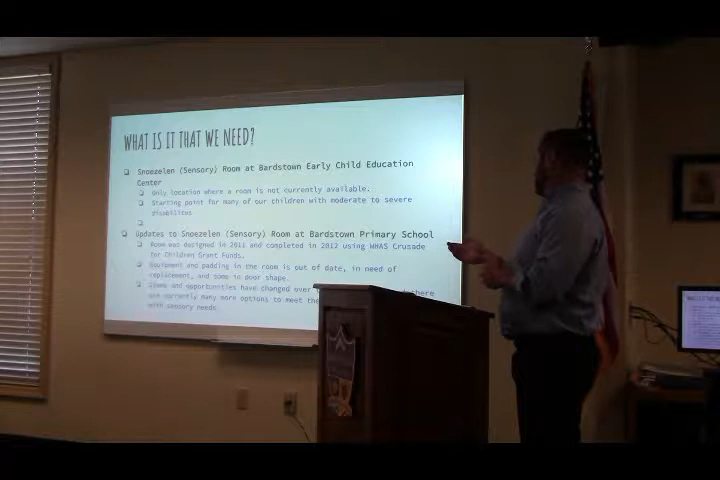 WHAT IS IT THAT WE NEED?
Snoezelen (Sensory) Room at Bardstown Early Child Education
Center
Only location where a room is not currently available.
Starting point for many of our children with moderate to severe
disabilites
Updates to Snoezelen (Sensory) Room at Bardstown Primary School
Room was designed in 2011 and completed in 2012 using WHAS Crusade
for Children Grant Funds.
Equipment and padding in the room is out of date, in need of
replacement, and some in poor shape.
and opportunities have changed over
are currently many more options to meet the
with sensory needs